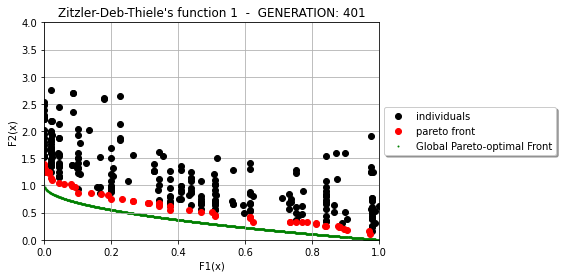 Zitzler-Deb-Thiele's function 1 - GENERATION: 401
4.0
3.5
3.0
2.5
2.0
1.5
1.0
0.5
0.0
F2(x)
0.0 0.2 0.4 0.6 0.8 1.0
F1(x)
individuals
pareto front
Global Pareto-optimal Front